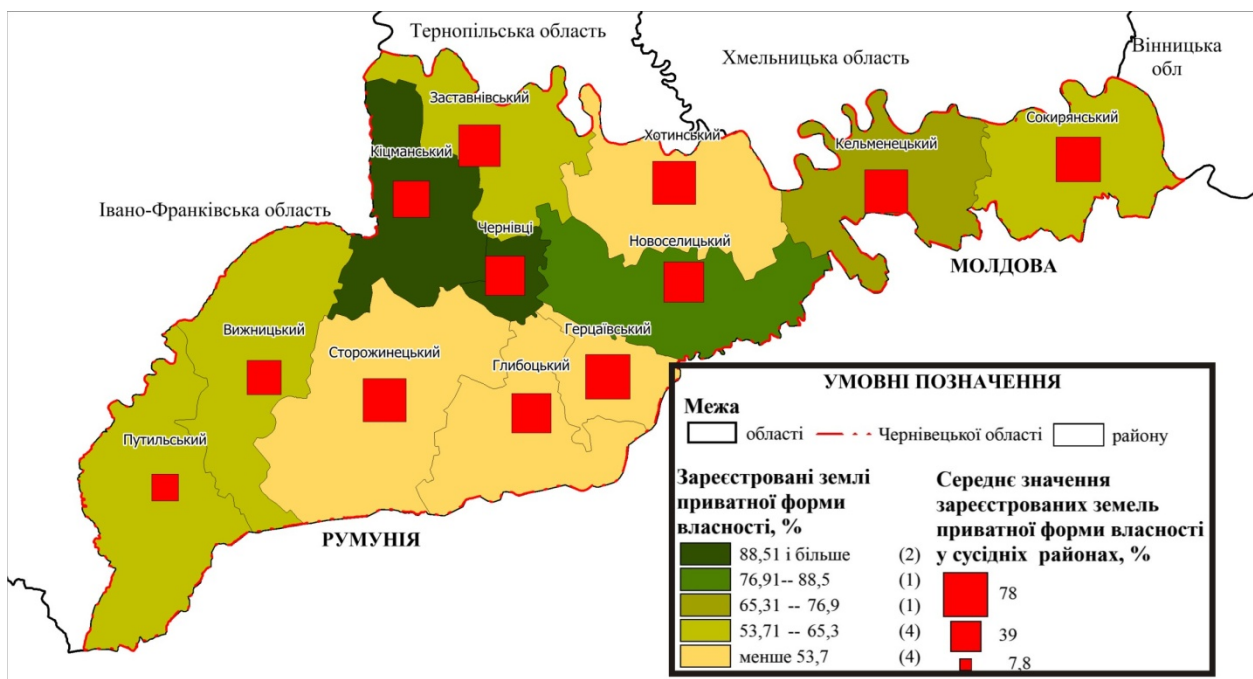 Тернопільська область
Хмельницька область
Вінницька
обл
Заставнівський
Хотинський
Сокирянський
Кельменецький
Кіцманський
Івано-Франківська область
Чернівці
Новоселицький
МОЛДОВА
Вижницький
Герцаївський
Сторожинецький
Глибоцький
Путильський
РУМУНІЯ
УМОВНІ ПОЗНАЧЕННЯ
Межа
області
Чернівецької області
району
Зареєстровані землі
приватної форми
власності, %
88,51 і більше (2)
76,91-- 88,5 (1)
65,31 -- 76,9 (1)
53,71 -- 65,3 (4)
менше 53,7 (4)
Середнє значення
зареєстрованих земель
приватної форми власності
у сусідніх районах, %
78
39
7,8